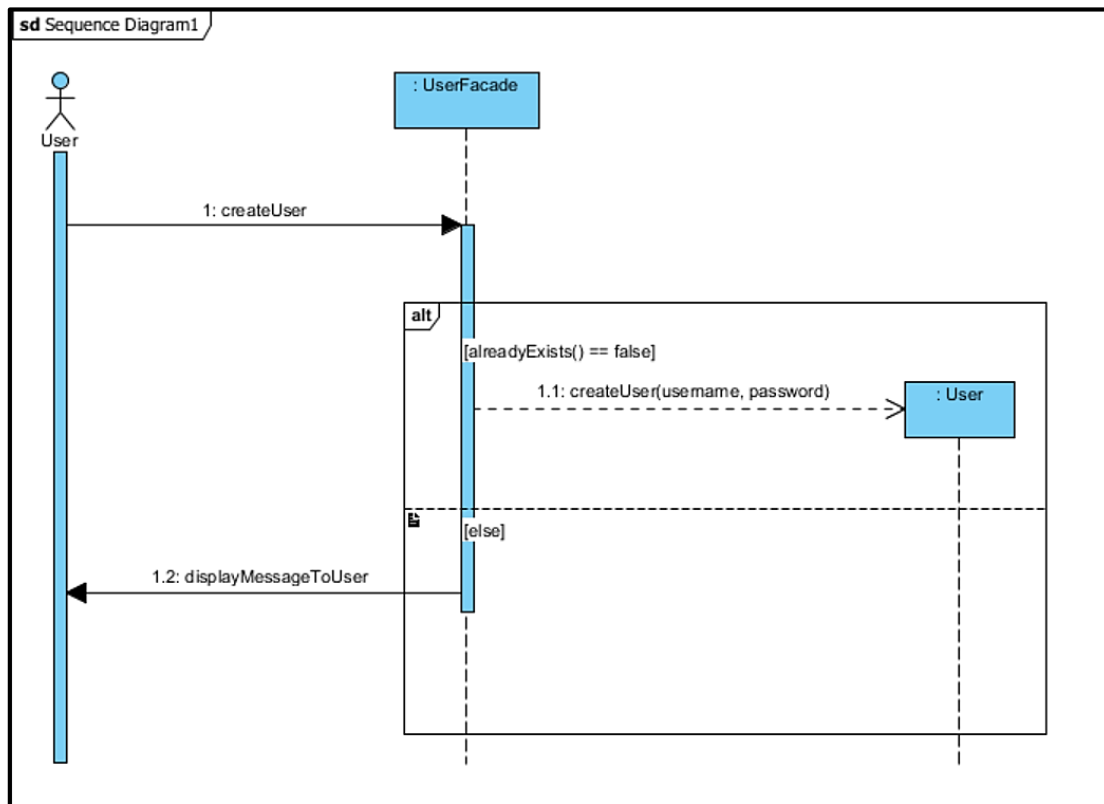 sd Sequence Diagram1
: UserFacade
User
1: createUser
alt
[alreadyExists() == false]
1.1: createUser(username, password)
: User
[else]
1.2: displayMessageToUser